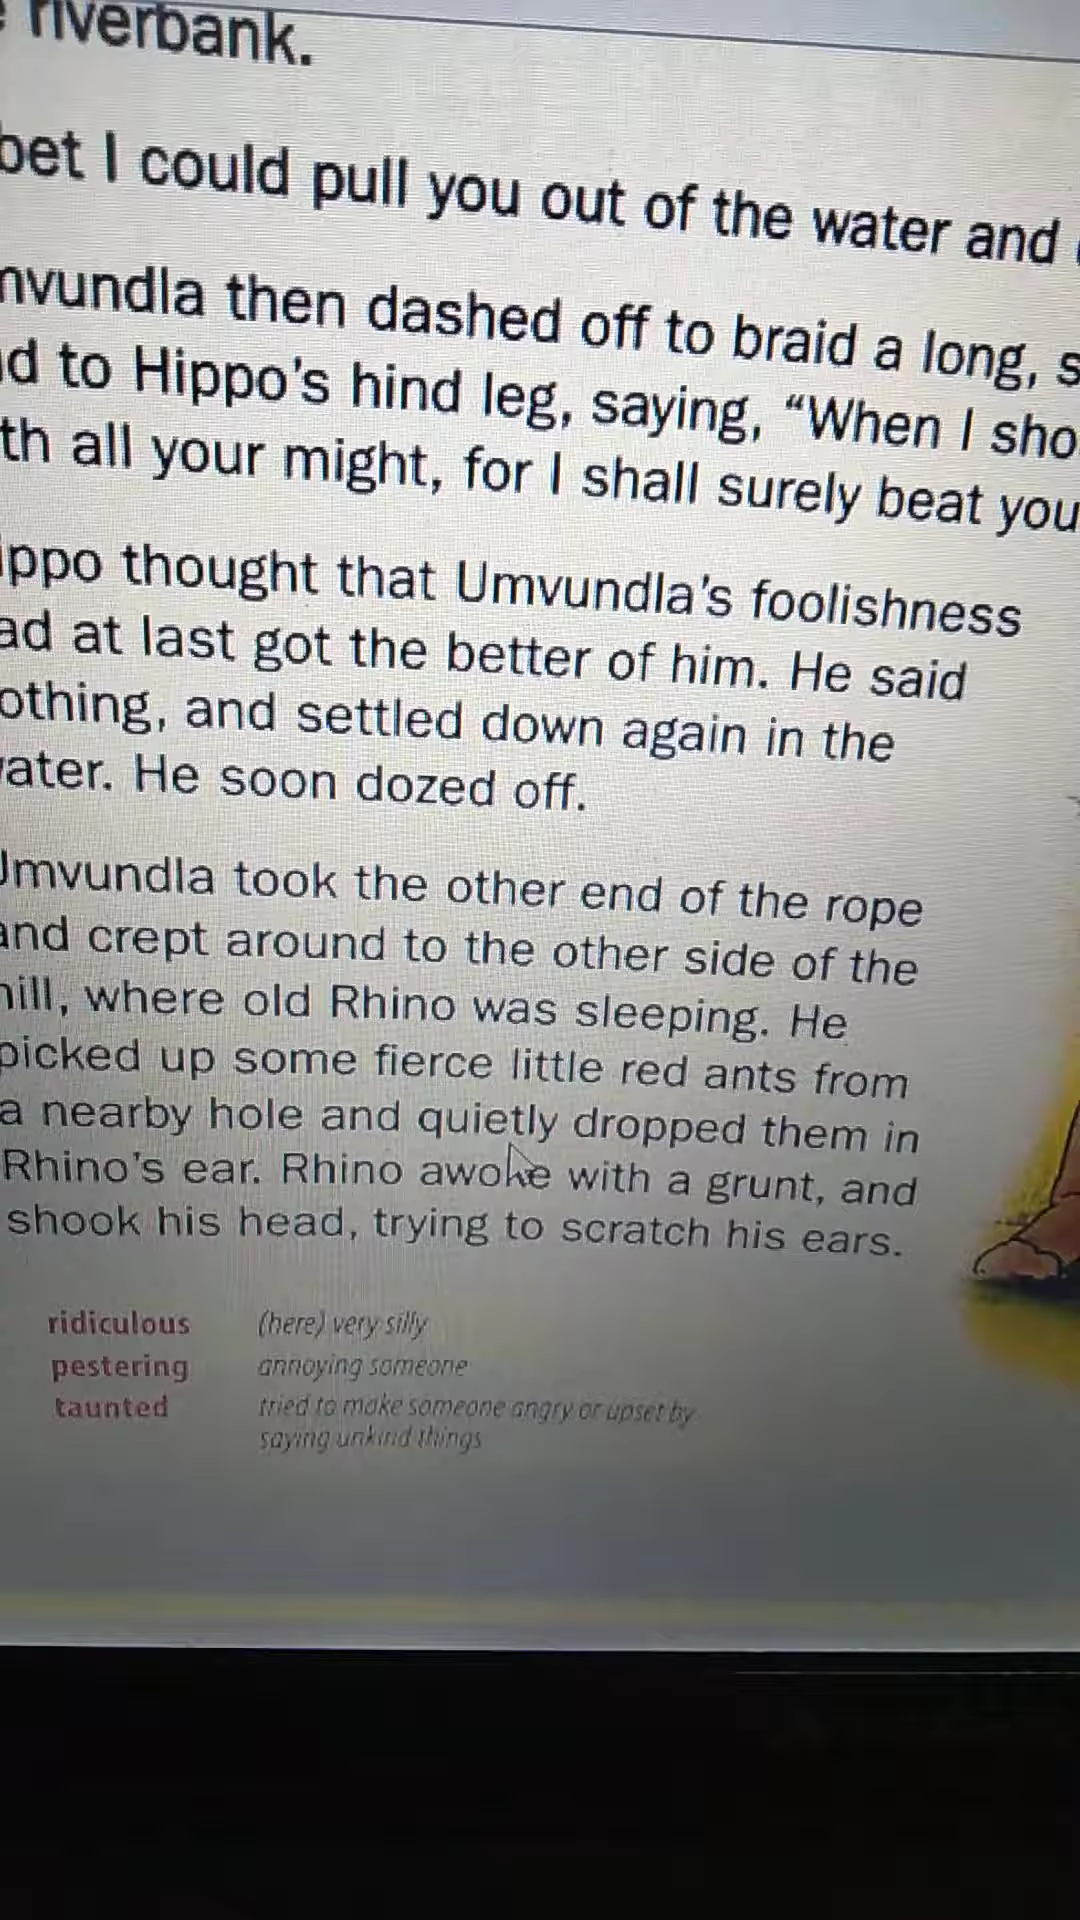 riverbank.
bet I could pull you out of the water and
mvundla then dashed off to braid a long,
to Hippo's hind leg, saying, “When I sho
th all your might, for I shall surely beat you
ippo thought that Umvundla's foolishness
ad at last got the better of him. He said
othing, and settled down again in the
ater. He soon dozed off.
Umvundla took the other end of the rope
and crept around to the other side of the
hill, where old Rhino was sleeping. He
picked up some fierce little red ants from
a nearby hole and quietly dropped them in
Rhino's ear. Rhino awoke with a grunt, and
shook his head, trying to scratch his ears.
ridiculous (here) very silly
pestering annoying someone
taunted tried to make someone angry or upset by
saying unkind things